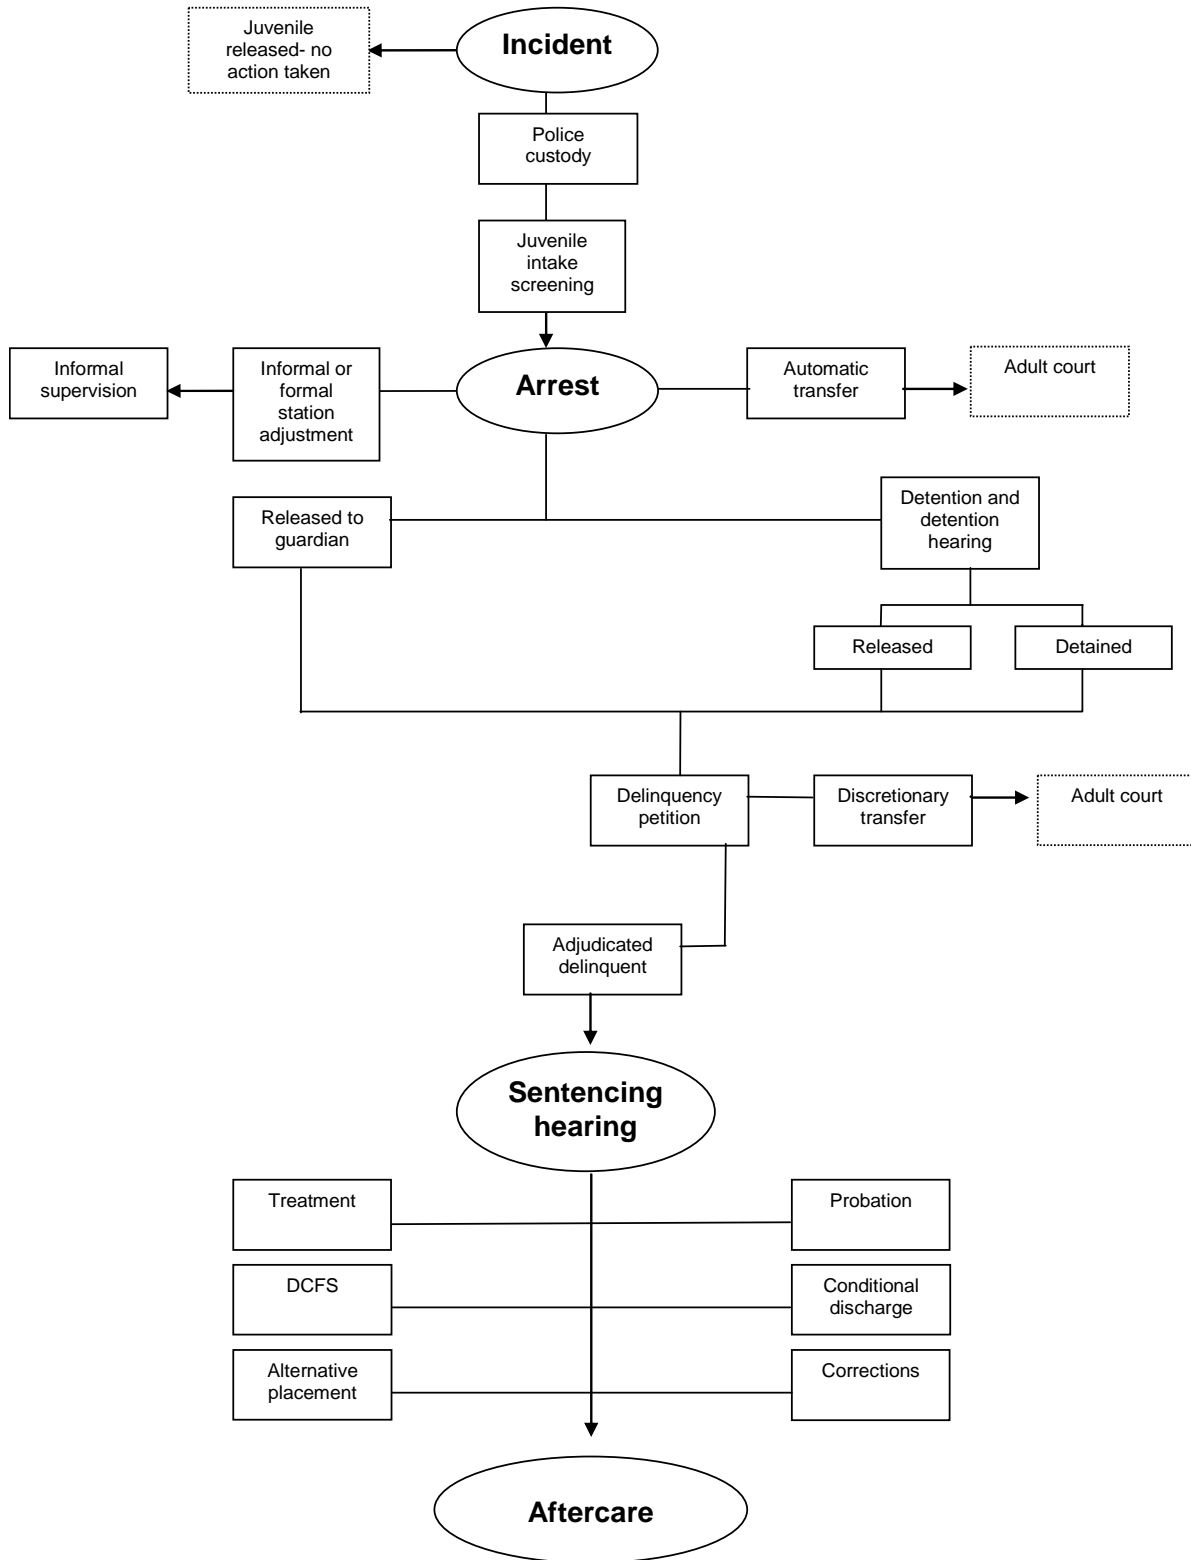 Juvenile
released- no
action taken
Incident
Police
custody
Juvenile
intake
screening
Informal
supervision
Informal or
formal
station
adjustment
Arrest
Automatic
transfer
Adult court
Released to
guardian
Detention and
detention
hearing
Released
Detained
Delinquency
petition
Discretionary
transfer
Adult court
Adjudicated
delinquent
Sentencing
hearing
Treatment
Probation
DCFS
Conditional
discharge
Alternative
placement
Corrections
Aftercare